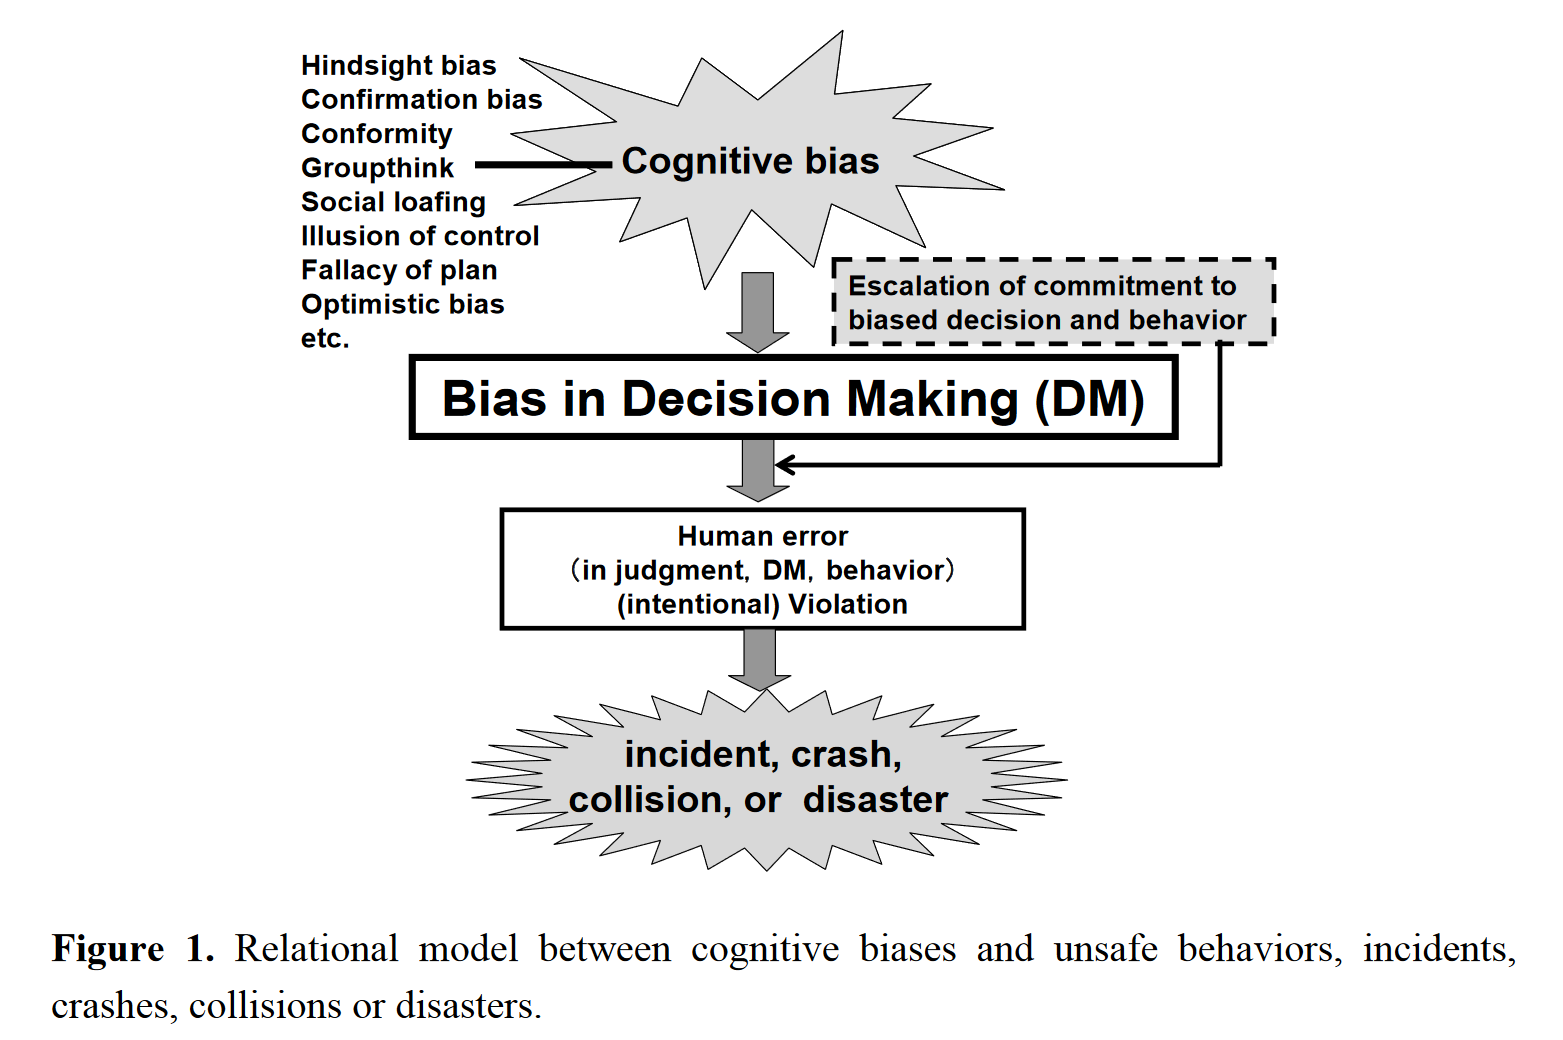 Hindsight bias
Confirmation bias
Conformity
Groupthink
Social loafing
Illusion of control
Fallacy of plan
Optimistic bias
etc.
Cognitive bias
Escalation of commitment to
biased decision and behavior
Bias in Decision Making (DM)
Human error
（in judgment, DM, behavior）
(intentional) Violation
incident, crash,
collision, or disaster
Figure 1. Relational model between cognitive biases and unsafe behaviors, incidents,
crashes, collisions or disasters.